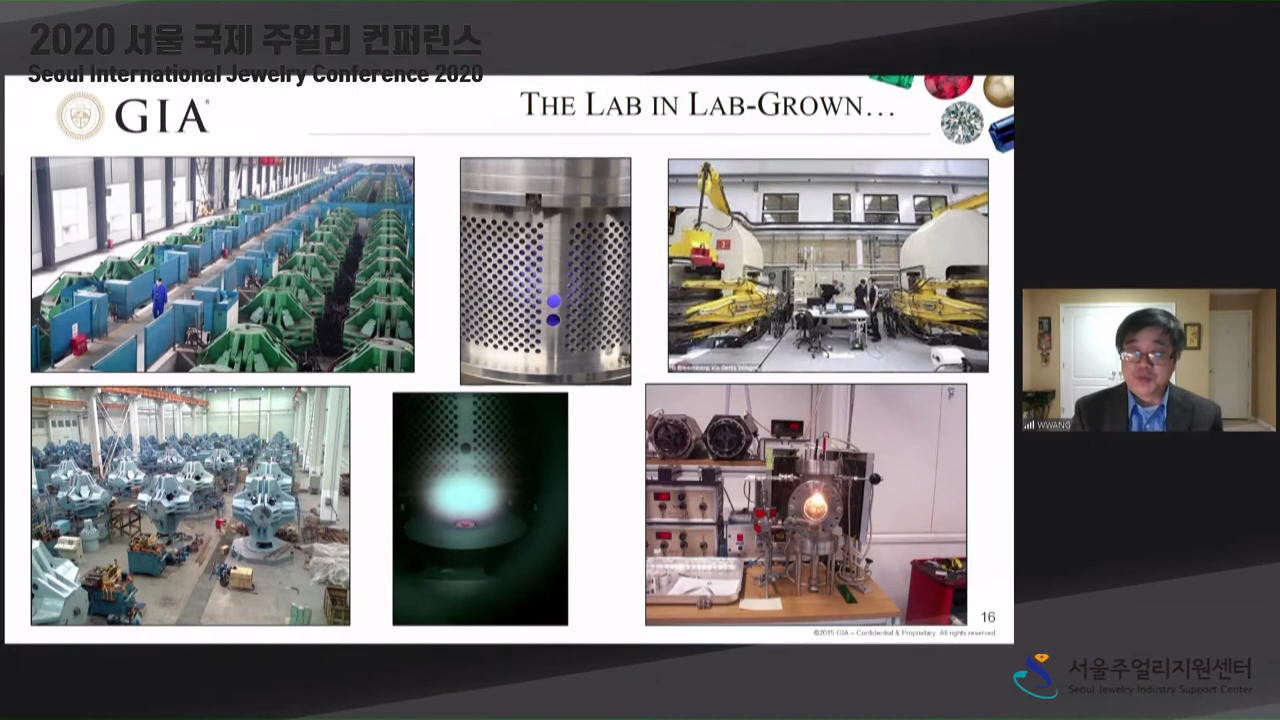 2020 서울 국제 주얼리 컨퍼런스
Seoul International Jewelry Conference 2020
GIA®
THE LAB IN LAB-GROWN...
WWANG
16
©2015 GIA – Confidential & Proprietary. All rights reserved.
서울주얼리지원센터
Seoul Jewelry Industry Support Center